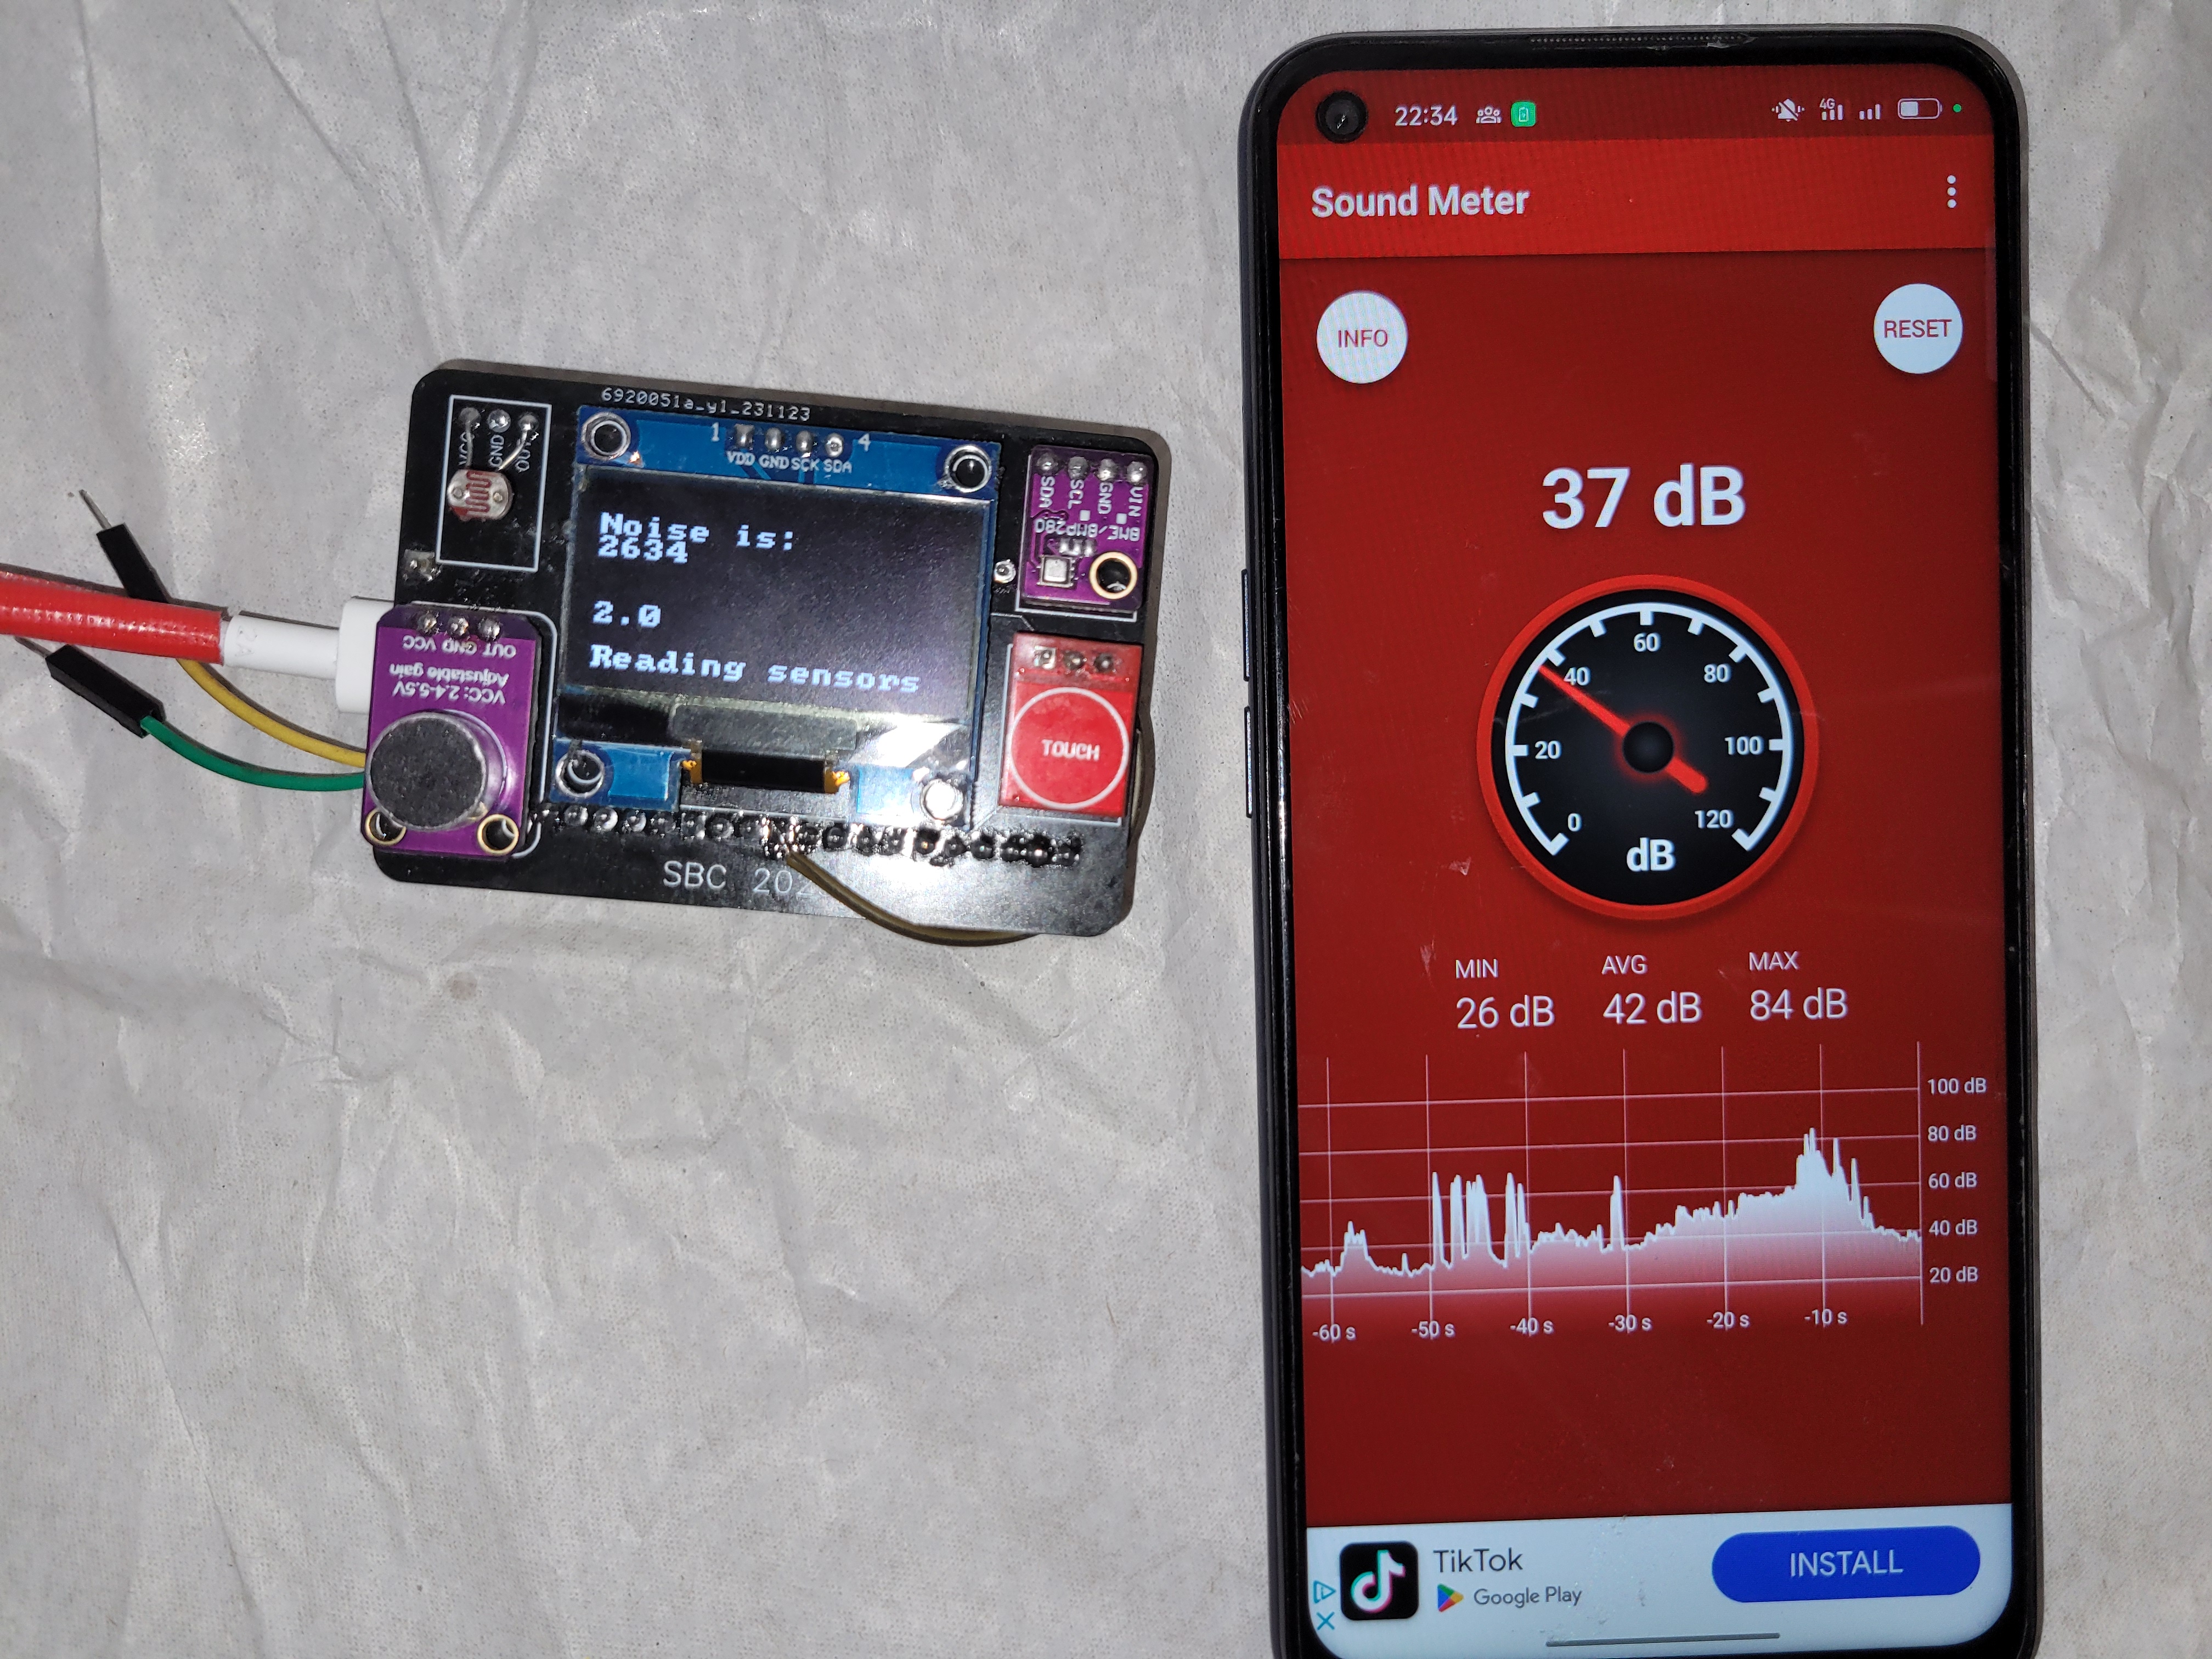 6920051a-y1-231123
VCC
GND
OUT
VCC: 2.4-5.5V
Adjustable gain
OUT GND VCC
1
VDD GND SCK SDA
4
Noise is:
2634
2.0
Reading sensors
SDA
SCL
GND
VIN
BME/BMP280
TOUCH
SBC 20
22:34
4G
Sound Meter
INFO
RESET
37 dB
0
20
40
60
80
100
120
dB
MIN
AVG
MAX
26 dB
42 dB
84 dB
100 dB
80 dB
60 dB
40 dB
20 dB
-60 s
-50 s
-40 s
-30 s
-20 s
-10 s
TikTok
Google Play
INSTALL